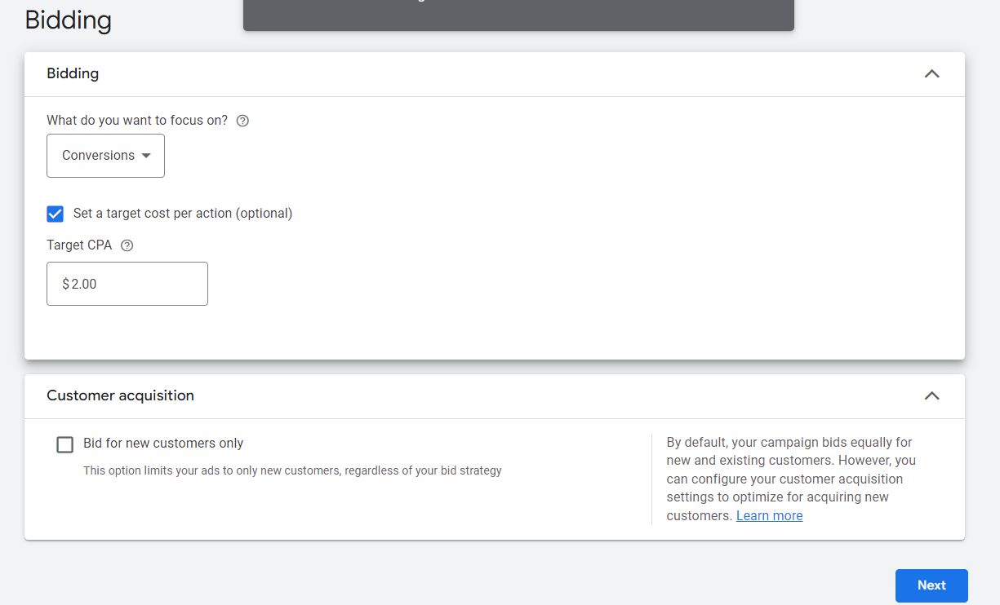 Bidding
Bidding
What do you want to focus on?
Conversions
Set a target cost per action (optional)
Target CPA
$ 2.00
Customer acquisition
Bid for new customers only
This option limits your ads to only new customers, regardless of your bid strategy
By default, your campaign bids equally for
new and existing customers. However, you
can configure your customer acquisition
settings to optimize for acquiring new
customers. Learn more
Next